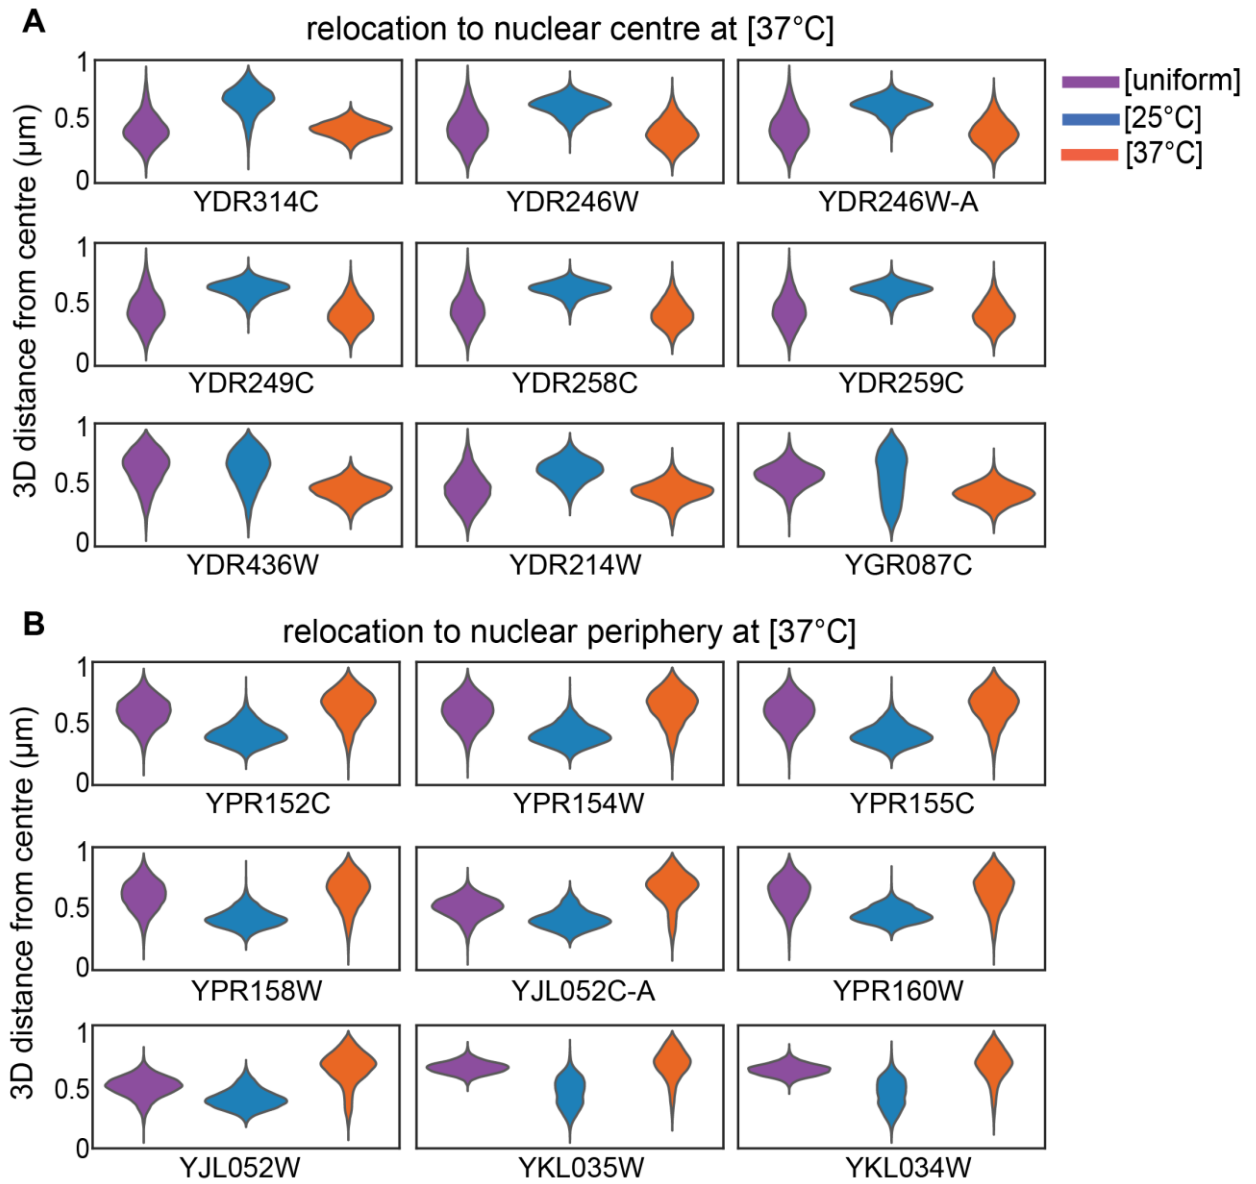 A
relocation to nuclear centre at [37°C]
[uniform]
[25°C]
[37°C]
3D distance from centre (µm)
1
0.5
0
YDR314C YDR246W YDR246W-A
1
0.5
0
YDR249C YDR258C YDR259C
1
0.5
0
YDR436W YDR214W YGR087C
B
relocation to nuclear periphery at [37°C]
3D distance from centre (µm)
1
0.5
0
YPR152C YPR154W YPR155C
1
0.5
0
YPR158W YJL052C-A YPR160W
1
0.5
0
YJL052W YKL035W YKL034W